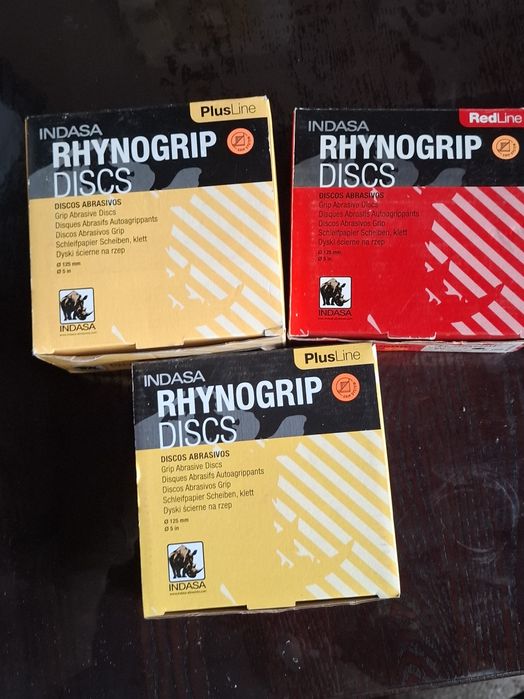 PlusLine
INDASA
RHYNOGRIP
DISCS
DISCOS ABRASIVOS
Grip Abrasive Discs
Disques Abrasifs Autoagrippants
Discos Abrasivos Grip
Schleifpapier Scheiben, klett
Dyski ścierne na rzep
Ø 125 mm
Ø 5 in
INDASA
RedLine
INDASA
RHYNOGRIP
DISCS
DISCOS ABRASIVOS
Grip Abrasive Discs
Disques Abrasifs Autoagrippants
Discos Abrasivos Grip
Schleifpapier Scheiben, klett
Dyski ścierne na rzep
Ø 125 mm
Ø 5 in
INDASA
PlusLine
INDASA
RHYNOGRIP
DISCS
DISCOS ABRASIVOS
Grip Abrasive Discs
Disques Abrasifs Autoagrippants
Discos Abrasivos Grip
Schleifpapier Scheiben, klett
Dyski ścierne na rzep
Ø 125 mm
Ø 5 in
INDASA